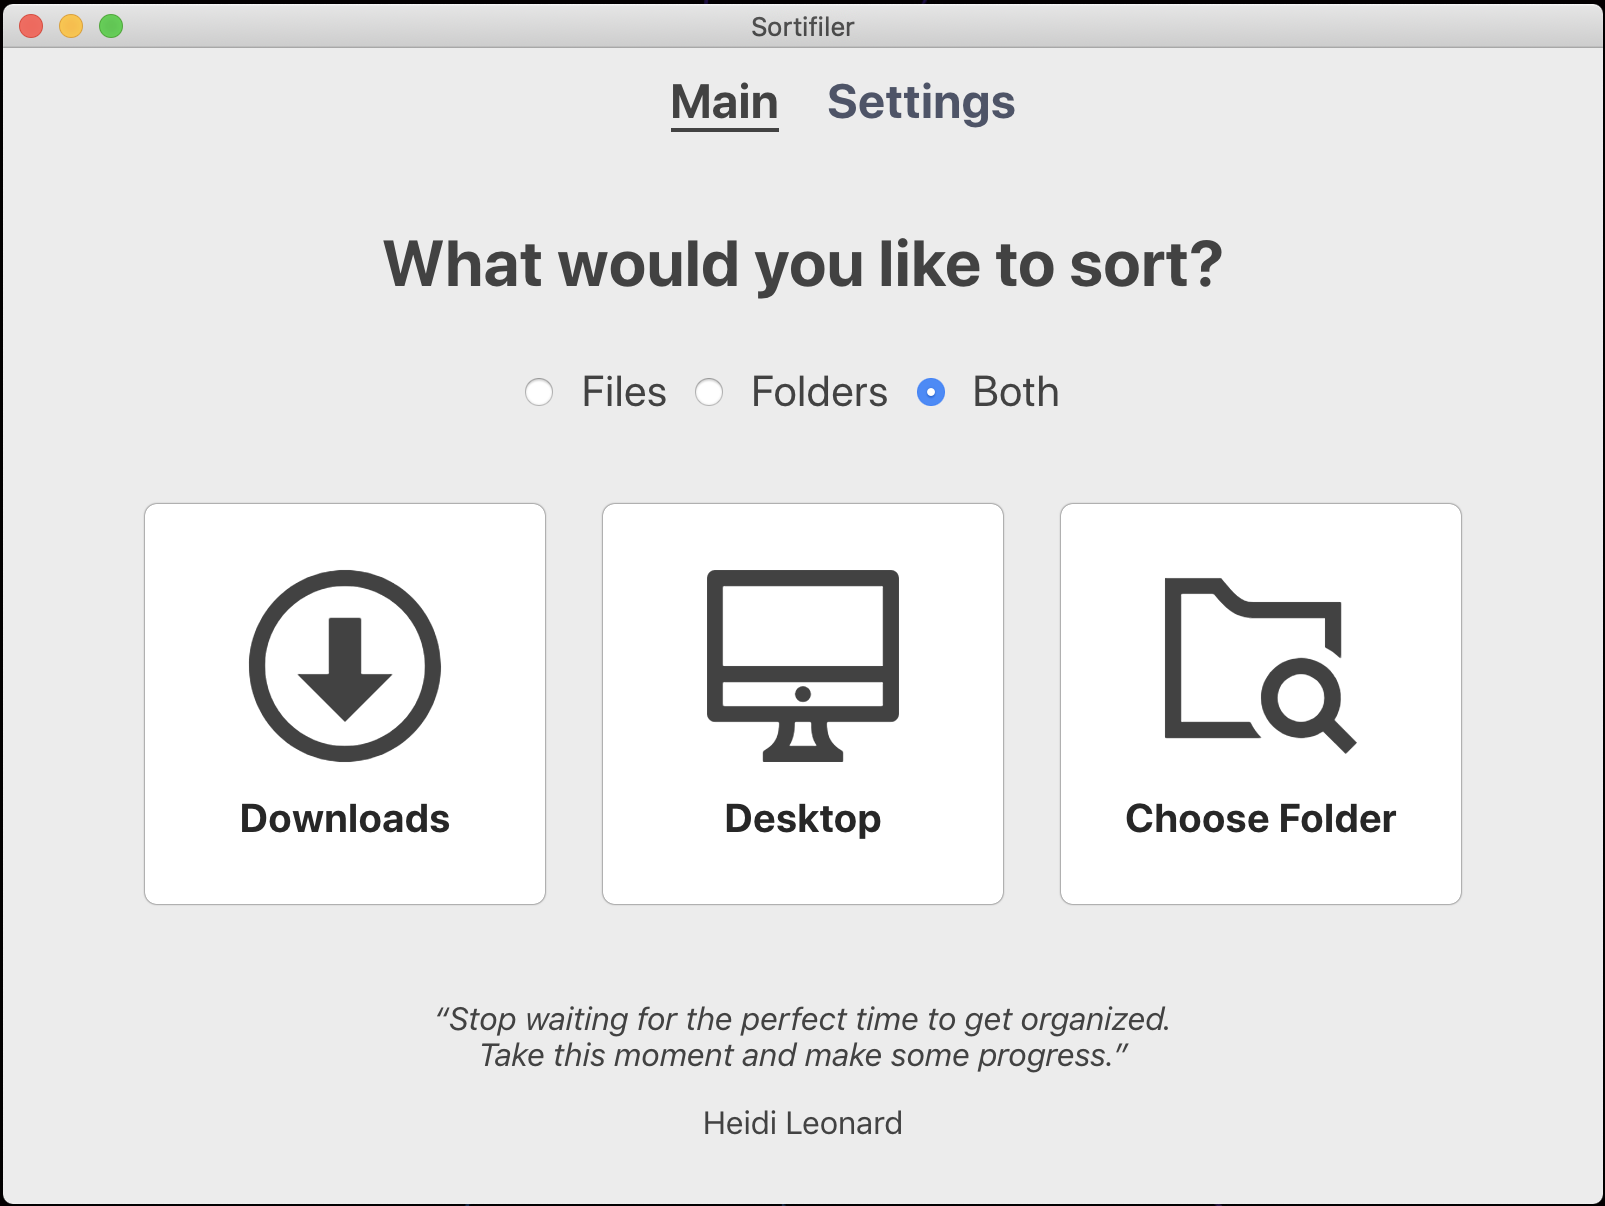 Sortifiler
Main Settings
What would you like to sort?
Files Folders Both
Downloads Desktop Choose Folder
“Stop waiting for the perfect time to get organized.
Take this moment and make some progress.”
Heidi Leonard